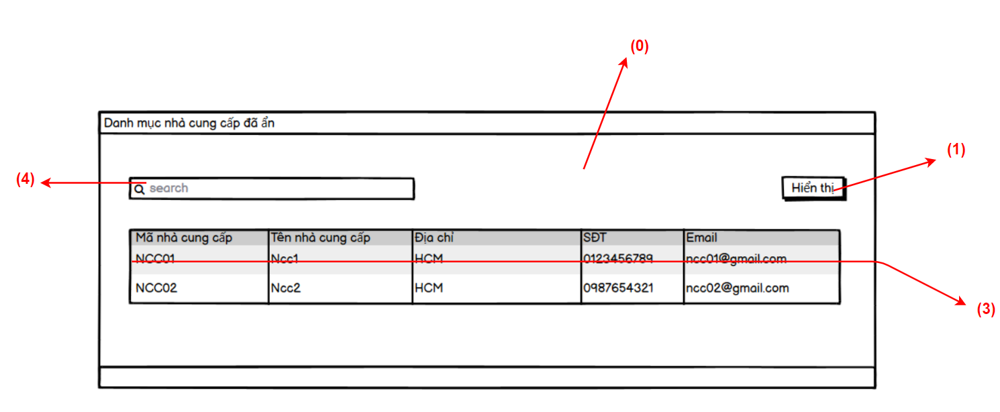 (0)
Danh mục nhà cung cấp đã ẩn
(1)
(4)
search
Hiển thị
Mã nhà cung cấp Tên nhà cung cấp Địa chỉ SĐT Email
NCC01 Ncc1 HCM 0123456789 ncc01@gmail.com
NCC02 Ncc2 HCM 0987654321 ncc02@gmail.com
(3)